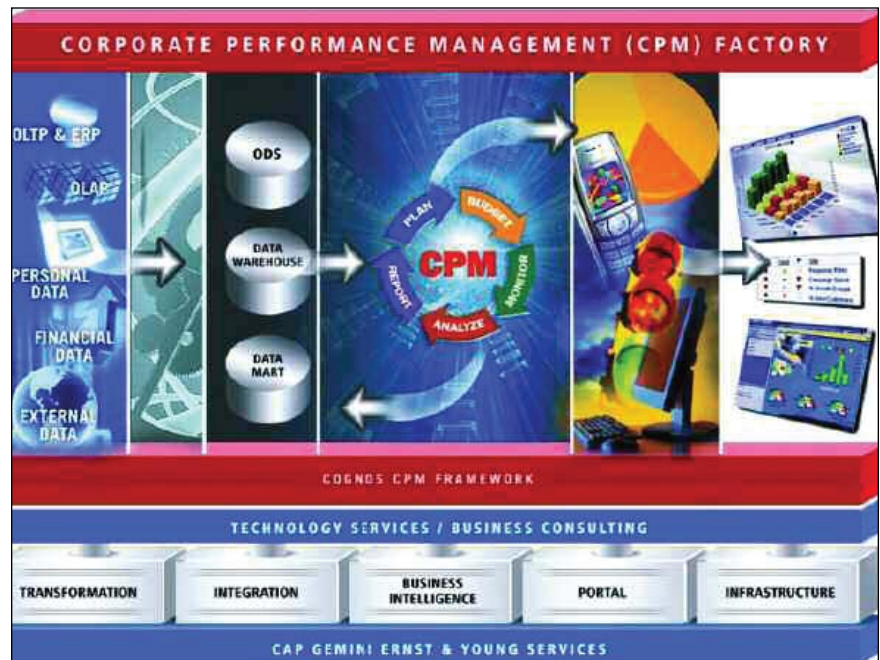 CORPORATE PERFORMANCE MANAGEMENT (CPM) FACTORY
OLTP & ERP
OLAP
PERSONAL
DATA
FINANCIAL
DATA
EXTERNAL
DATA
ODS
DATA
WAREHOUSE
DATA
MART
PLAN
BUDGET
MONITOR
ANALYZE
REPORT
CPM
COGNOS CPM FRAMEWORK
TECHNOLOGY SERVICES / BUSINESS CONSULTING
TRANSFORMATION
INTEGRATION
BUSINESS
INTELLIGENCE
PORTAL
INFRASTRUCTURE
CAP GEMINI ERNST & YOUNG SERVICES